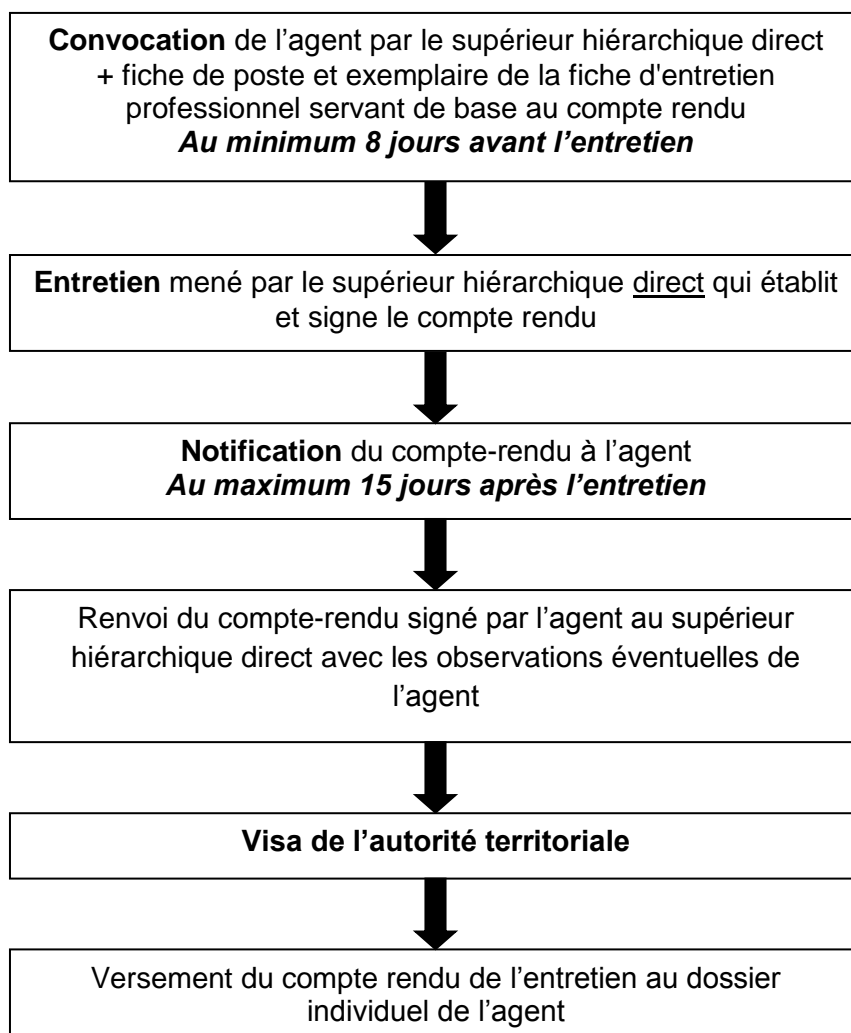 Convocation de l’agent par le supérieur hiérarchique direct
+ fiche de poste et exemplaire de la fiche d'entretien
professionnel servant de base au compte rendu
Au minimum 8 jours avant l’entretien
Entretien mené par le supérieur hiérarchique direct qui établit
et signe le compte rendu
Notification du compte-rendu à l’agent
Au maximum 15 jours après l’entretien
Renvoi du compte-rendu signé par l’agent au supérieur
hiérarchique direct avec les observations éventuelles de
l’agent
Visa de l’autorité territoriale
Versement du compte rendu de l’entretien au dossier
individuel de l’agent